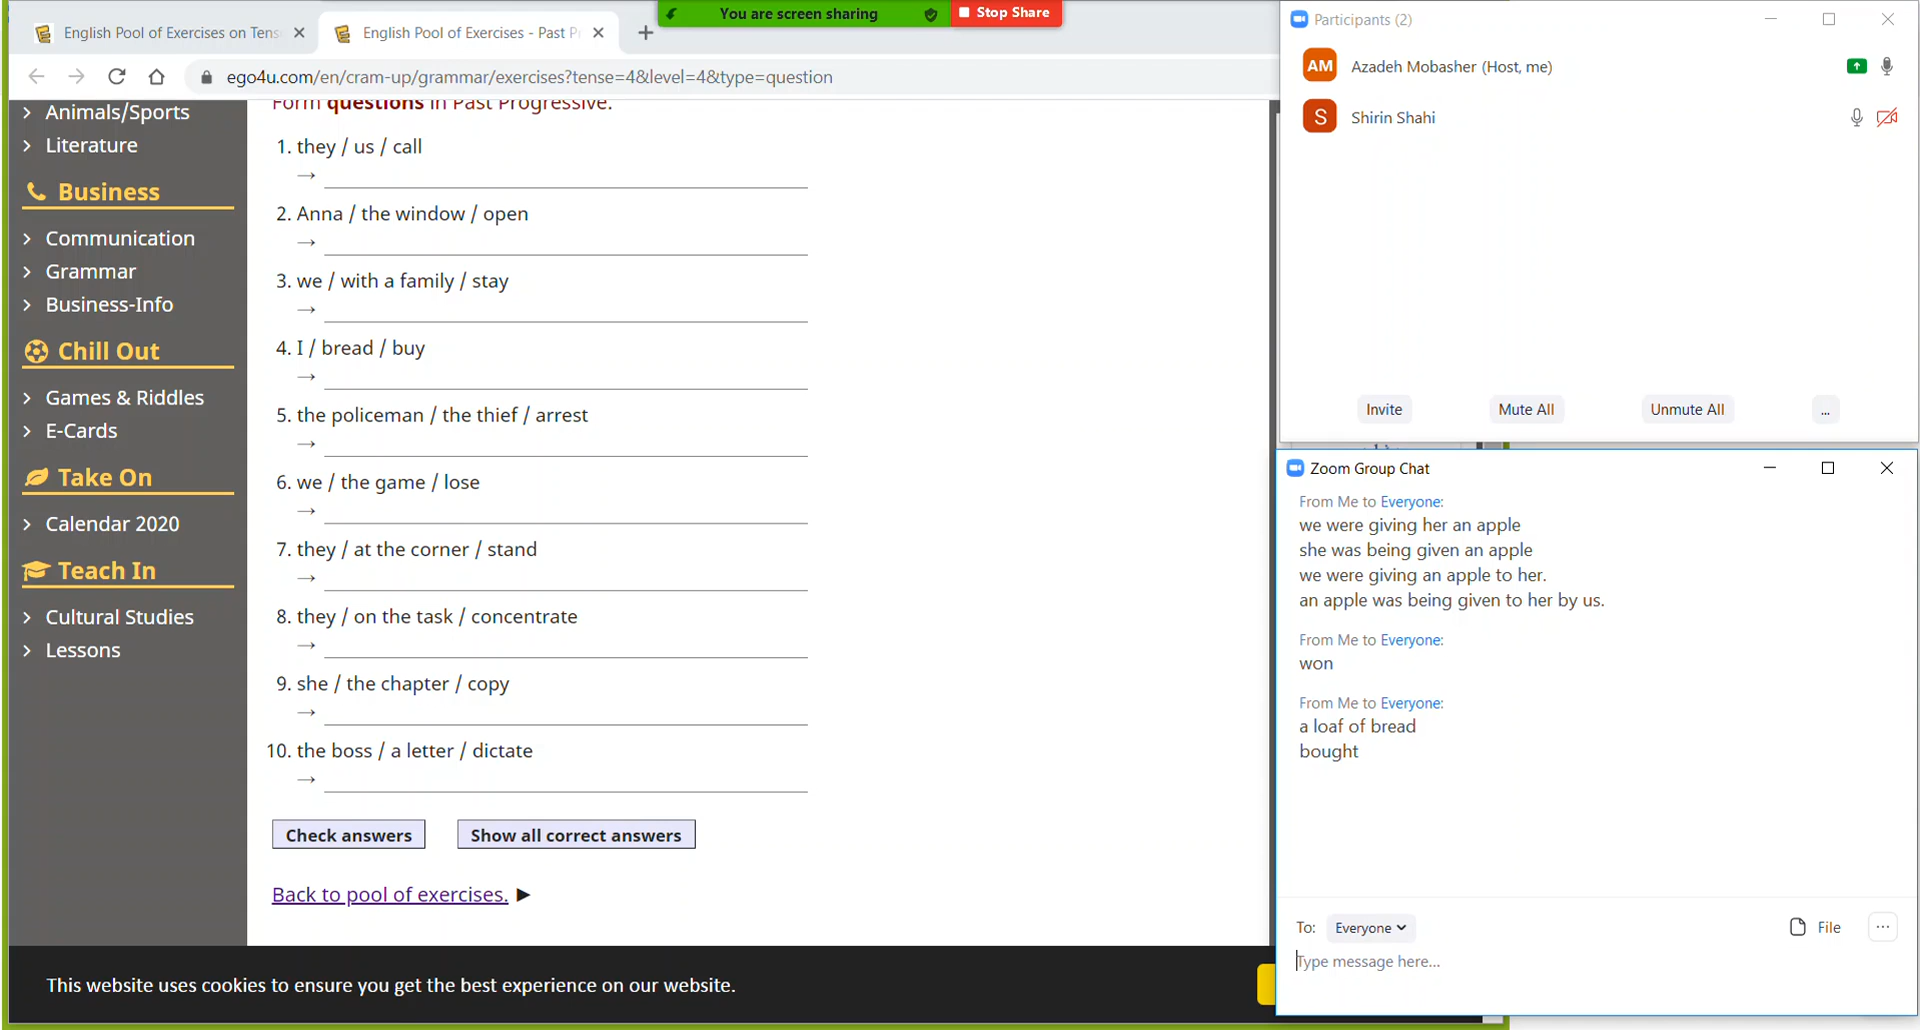 You are screen sharing
Stop Share
English Pool of Exercises on Tens
English Pool of Exercises - Past P
ego4u.com/en/cram-up/grammar/exercises?tense=4&level=4&type=question
Animals/Sports
Literature
Business
Communication
Grammar
Business-Info
Chill Out
Games & Riddles
E-Cards
Take On
Calendar 2020
Teach In
Cultural Studies
Lessons
Form questions in Past Progressive.
1. they / us / call
→
2. Anna / the window / open
→
3. we / with a family / stay
→
4. I / bread / buy
→
5. the policeman / the thief / arrest
→
6. we / the game / lose
→
7. they / at the corner / stand
→
8. they / on the task / concentrate
→
9. she / the chapter / copy
→
10. the boss / a letter / dictate
→
Check answers
Show all correct answers
Back to pool of exercises. ►
This website uses cookies to ensure you get the best experience on our website.
Participants (2)
AM Azadeh Mobasher (Host, me)
S Shirin Shahi
Invite
Mute All
Unmute All
...
Zoom Group Chat
From Me to Everyone:
we were giving her an apple
she was being given an apple
we were giving an apple to her.
an apple was being given to her by us.
From Me to Everyone:
won
From Me to Everyone:
a loaf of bread
bought
To: Everyone
File
...
Type message here...